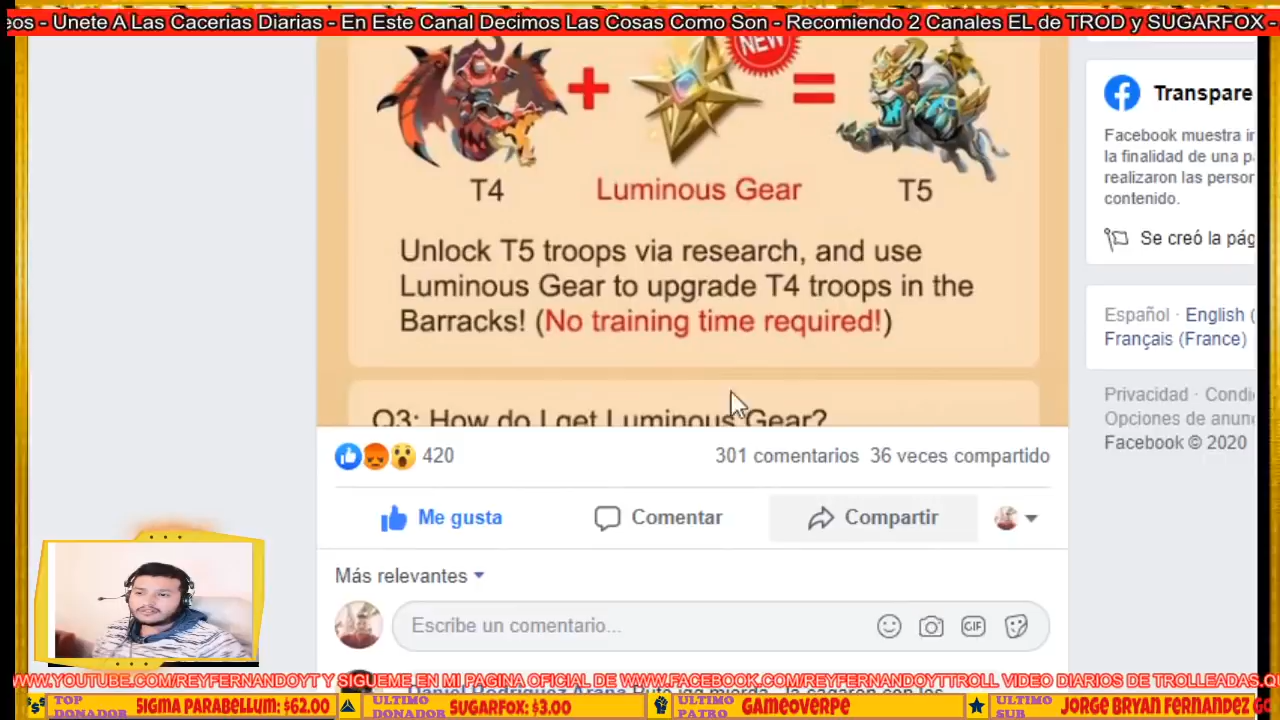 eos - Unete A Las Cacerias Diarias - En Este Canal Decimos Las Cosas Como Son - Recomiendo 2 Canales EL de TROD y SUGARFOX -
NEW
T4
Luminous Gear
T5
Unlock T5 troops via research, and use
Luminous Gear to upgrade T4 troops in the
Barracks! (No training time required!)
Q3: How do I get Luminous Gear?
420
301 comentarios 36 veces compartido
Me gusta
Comentar
Compartir
Más relevantes
Escribe un comentario...
GIF
Transpare
Facebook muestra in
la finalidad de una p
realizaron las person
contenido.
Se creó la pág
Español · English (
Français (France)
Privacidad · Condi
Opciones de anun
Facebook © 2020
WWW.YOUTUBE.COM/REYFERNANDOYT Y SIGUEME EN MI PAGINA OFICIAL DE WWW.FACEBOOK.COM/REYFERNANDOYTTROLL VIDEO DIARIOS DE TROLLEADAS.QU
TOP DONADOR
SIGMA PARABELLUM: $62.00
ULTIMO DONADOR
SUGARFOX: $3.00
ULTIMO PATRO
GAMEOVERPE
ULTIMO SUB
JORGE BRYAN FERNANDEZ GO